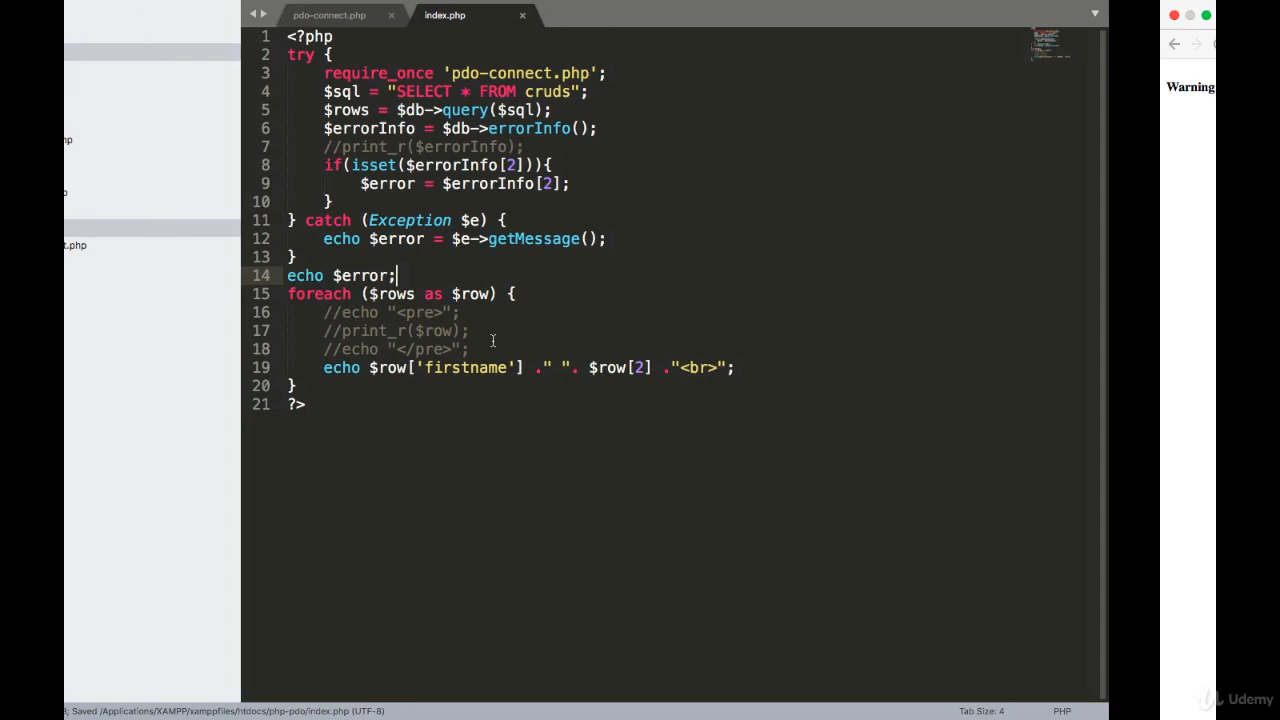 pdo-connect.php
index.php
1 <?php
2 try {
3 require_once 'pdo-connect.php';
4 $sql = "SELECT * FROM cruds";
5 $rows = $db->query($sql);
6 $errorInfo = $db->errorInfo();
7 //print_r($errorInfo);
8 if(isset($errorInfo[2])){
9 $error = $errorInfo[2];
10 }
11 } catch (Exception $e) {
12 echo $error = $e->getMessage();
13 }
14 echo $error;
15 foreach ($rows as $row) {
16 //echo "<pre>";
17 //print_r($row);
18 //echo "</pre>";
19 echo $row['firstname'] ." ". $row[2] ."<br>";
20 }
21 ?>
mp
t.php
Warning
8; Saved /Applications/XAMPP/xamppfiles/htdocs/php-pdo/index.php (UTF-8)
Tab Size: 4
PHP
Udemy